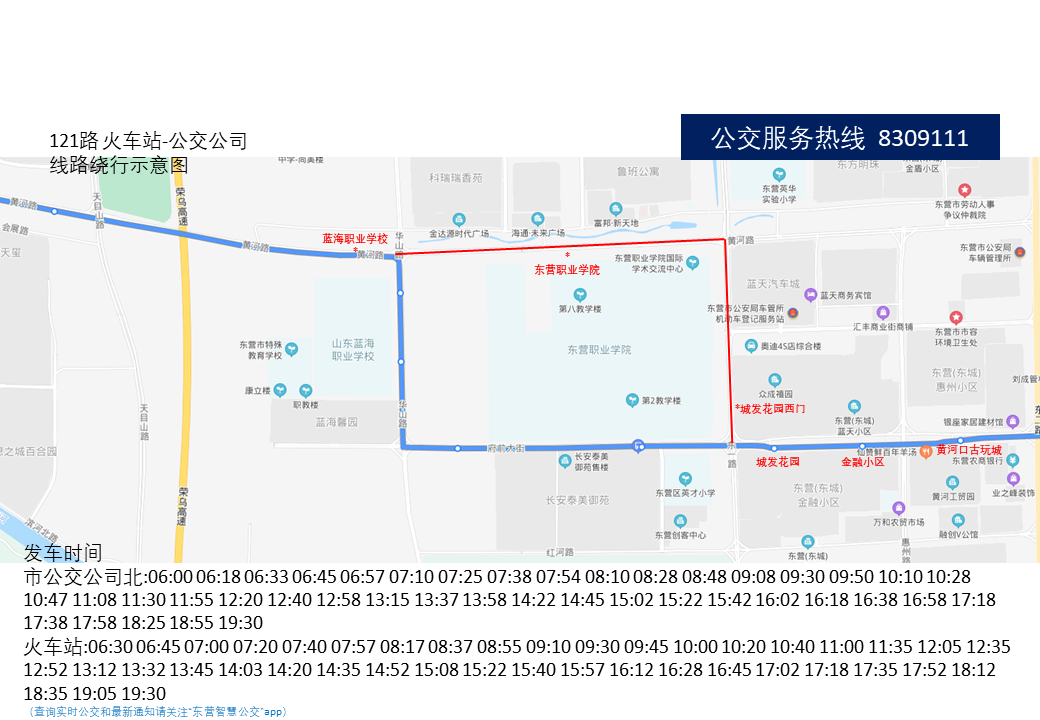 121路 火车站-公交公司
线路绕行示意图
公交服务热线 8309111
中学-尚美楼
科瑞瑞香苑
鲁班公寓
东方明珠
金盾小区
东营英华
实验小学
东营市劳动人事
争议仲裁院
荣乌高速
天目山路
黄河路
会展路
天玺
金达源时代广场
海通·未来广场
富邦·新天地
华山路
蓝海职业学校
*
黄河路
黄河路
黄河路
*
东营职业学院
东营职业学院国际
学术交流中心
东营市公安局
车辆管理所
蓝天汽车城
蓝天商务宾馆
第八教学楼
东营市公安局车管所
机动车登记服务站
汇丰商业街商铺
东营市市容
环境卫生处
东营市特殊
教育学校
山东蓝海
职业学校
东营职业学院
奥迪4S店综合楼
东营(东城)
惠州小区
刘成管
康立楼
职教楼
众成禧园
第2教学楼
天目山路
华山路
蓝海馨园
*城发花园西门
东营(东城)
蓝天小区
银座家居建材馆
东二路
思之城百合园
府前大街
长安泰美
御苑售楼
东一路
城发花园
金融小区
仙赞鲜百年羊汤
黄河口古玩城
东营农商银行
荣乌高速
长安泰美御苑
东营区英才小学
东营(东城)
金融小区
黄河工贸园
业之峰装饰
滨河北路
东营创客中心
万和农贸市场
融创V公馆
红河路
东营(东城)
惠州路
发车时间
市公交公司北:06:00 06:18 06:33 06:45 06:57 07:10 07:25 07:38 07:54 08:10 08:28 08:48 09:08 09:30 09:50 10:10 10:28
10:47 11:08 11:30 11:55 12:20 12:40 12:58 13:15 13:37 13:58 14:22 14:45 15:02 15:22 15:42 16:02 16:18 16:38 16:58 17:18
17:38 17:58 18:25 18:55 19:30
火车站:06:30 06:45 07:00 07:20 07:40 07:57 08:17 08:37 08:55 09:10 09:30 09:45 10:00 10:20 10:40 11:00 11:35 12:05 12:35
12:52 13:12 13:32 13:45 14:03 14:20 14:35 14:52 15:08 15:22 15:40 15:57 16:12 16:28 16:45 17:02 17:18 17:35 17:52 18:12
18:35 19:05 19:30
（查询实时公交和最新通知请关注“东营智慧公交”app）